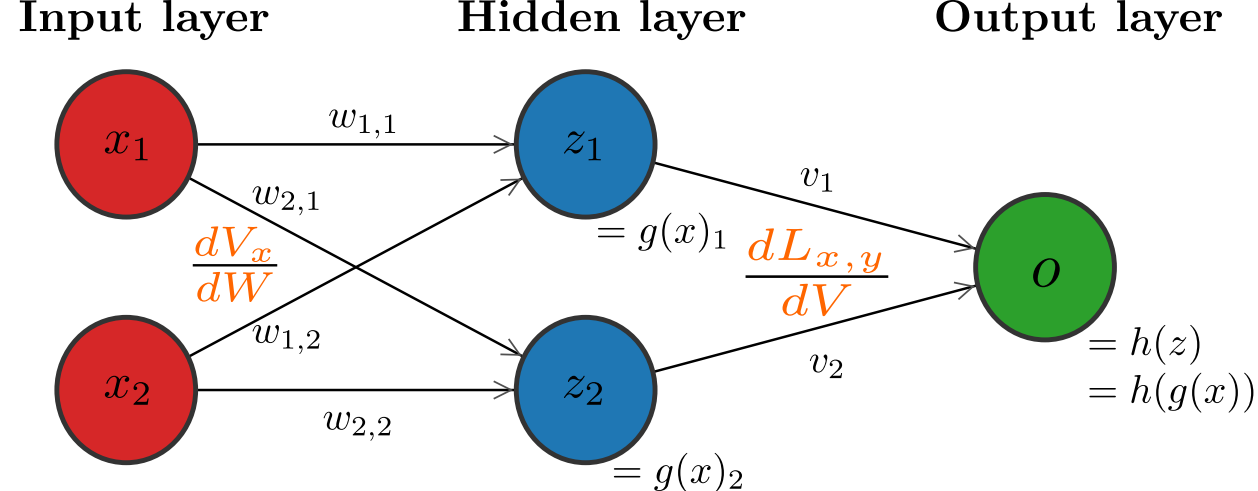 Input layer
Hidden layer
Output layer
x₁
w₁,₁
z₁
v₁
w₂,₁
= g(x)₁
dVₓ
dW
dLₓ,ᵧ
dV
o
w₁,₂
= h(z)
x₂
z₂
v₂
= h(g(x))
w₂,₂
= g(x)₂